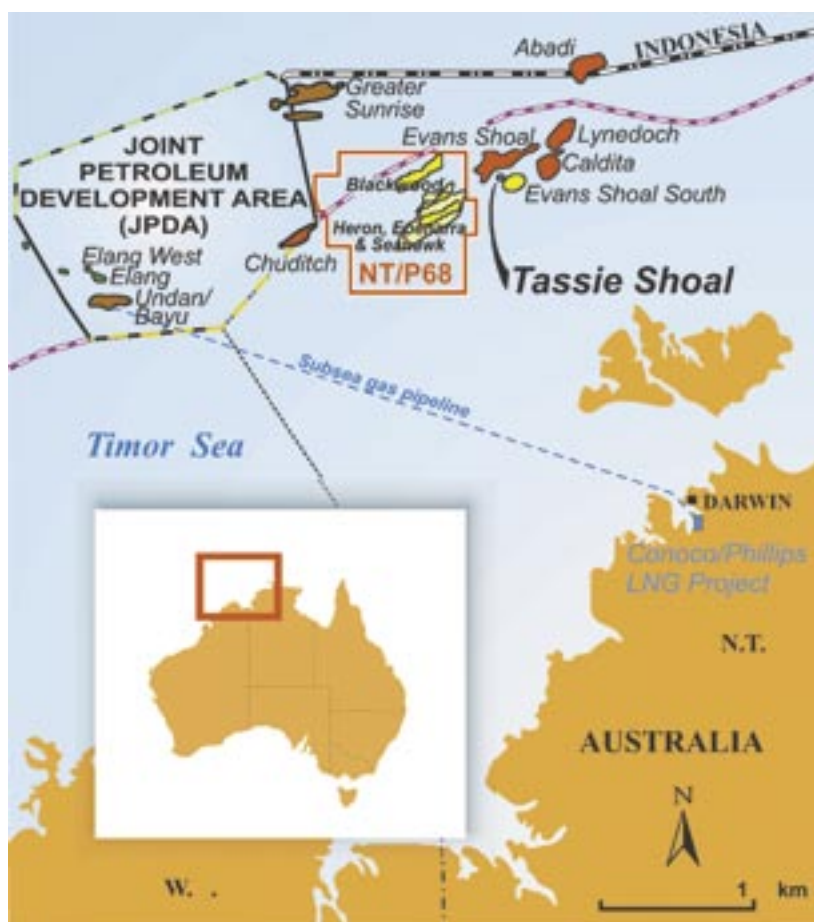 Abadi
INDONESIA
Greater
Sunrise
Evans Shoal
Lynedoch
Caldita
Evans Shoal South
JOINT
PETROLEUM
DEVELOPMENT AREA
(JPDA)
Blackwood
Heron, Epenarra
& Seahawk
NT/P68
Chuditch
Tassie Shoal
Elang West
Elang
Undan/
Bayu
Subsea gas pipeline
Timor Sea
DARWIN
Conoco/Phillips
LNG Project
N.T.
AUSTRALIA
N
W. .
1 km